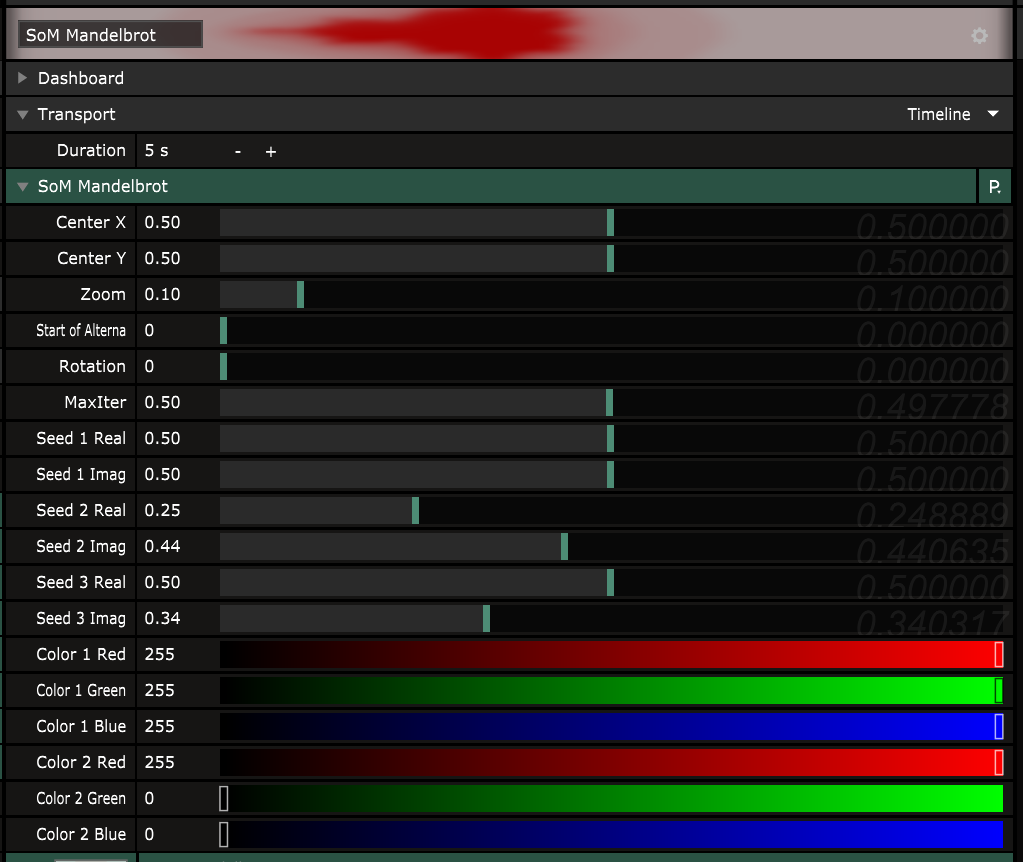 SoM Mandelbrot
Dashboard
Transport Timeline
Duration 5 s - +
SoM Mandelbrot P.
Center X 0.50 0.500000
Center Y 0.50 0.500000
Zoom 0.10 0.100000
Start of Alterna 0 0.000000
Rotation 0 0.000000
MaxIter 0.50 0.497778
Seed 1 Real 0.50 0.500000
Seed 1 Imag 0.50 0.500000
Seed 2 Real 0.25 0.248889
Seed 2 Imag 0.44 0.440635
Seed 3 Real 0.50 0.500000
Seed 3 Imag 0.34 0.340317
Color 1 Red 255
Color 1 Green 255
Color 1 Blue 255
Color 2 Red 255
Color 2 Green 0
Color 2 Blue 0